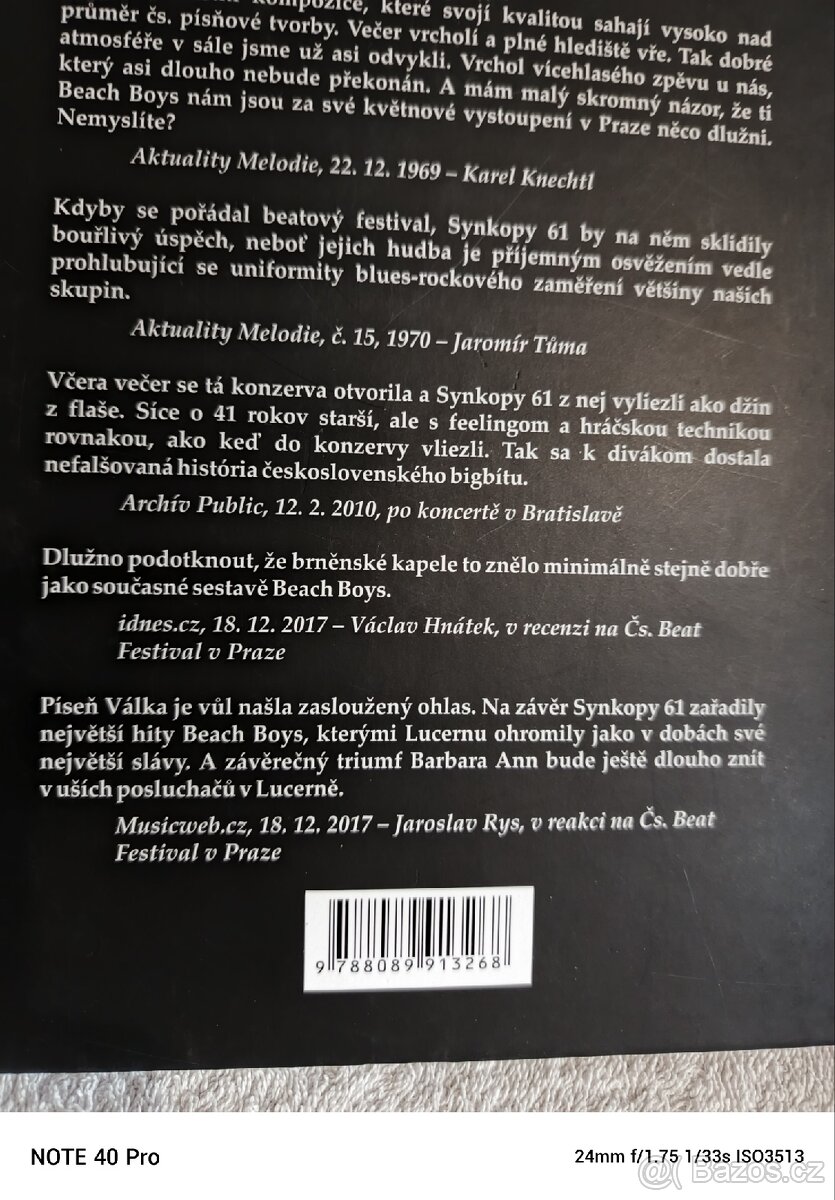 kompozice, které svojí kvalitou sahají vysoko nad
průměr čs. písňové tvorby. Večer vrcholí a plné hlediště vře. Tak dobré
atmosféře v sále jsme už asi odvykli. Vrchol vícehlasého zpěvu u nás,
který asi dlouho nebude překonán. A mám malý skromný názor, že ti
Beach Boys nám jsou za své květnové vystoupení v Praze něco dlužni.
Nemyslíte?
Aktuality Melodie, 22. 12. 1969 – Karel Knechtl
Kdyby se pořádal beatový festival, Synkopy 61 by na něm sklidily
bouřlivý úspěch, neboť jejich hudba je příjemným osvěžením vedle
prohlubující se uniformity blues-rockového zaměření většiny našich
skupin.
Aktuality Melodie, č. 15, 1970 – Jaromír Tůma
Včera večer se tá konzerva otvorila a Synkopy 61 z nej vyliezli ako džin
z flaše. Síce o 41 rokov starší, ale s feelingom a hráčskou technikou
rovnakou, ako keď do konzervy vliezli. Tak sa k divákom dostala
nefalšovaná história československého bigbítu.
Archív Public, 12. 2. 2010, po koncertě v Bratislavě
Dlužno podotknout, že brněnské kapele to znělo minimálně stejně dobře
jako současné sestavě Beach Boys.
idnes.cz, 18. 12. 2017 – Václav Hnátek, v recenzi na Čs. Beat
Festival v Praze
Píseň Válka je vůl našla zasloužený ohlas. Na závěr Synkopy 61 zařadily
největší hity Beach Boys, kterými Lucernu ohromily jako v dobách své
největší slávy. A závěrečný triumf Barbara Ann bude ještě dlouho znít
v uších posluchačů v Lucerně.
Musicweb.cz, 18. 12. 2017 – Jaroslav Rys, v reakci na Čs. Beat
Festival v Praze
9 788089 913268
NOTE 40 Pro
24mm f/1.75 1/33s ISO3513
@ Bazos.cz